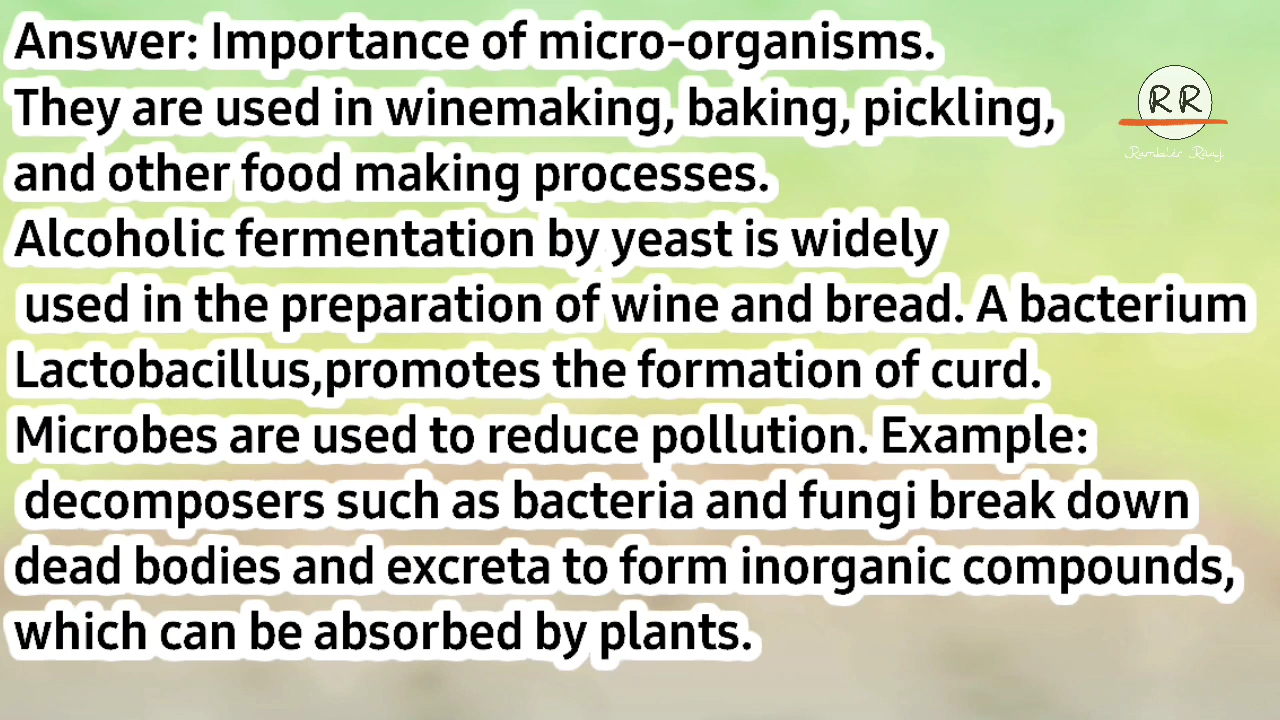 Answer: Importance of micro-organisms.
They are used in winemaking, baking, pickling,
and other food making processes.
Alcoholic fermentation by yeast is widely
used in the preparation of wine and bread. A bacterium
Lactobacillus,promotes the formation of curd.
Microbes are used to reduce pollution. Example:
decomposers such as bacteria and fungi break down
dead bodies and excreta to form inorganic compounds,
which can be absorbed by plants.
RR